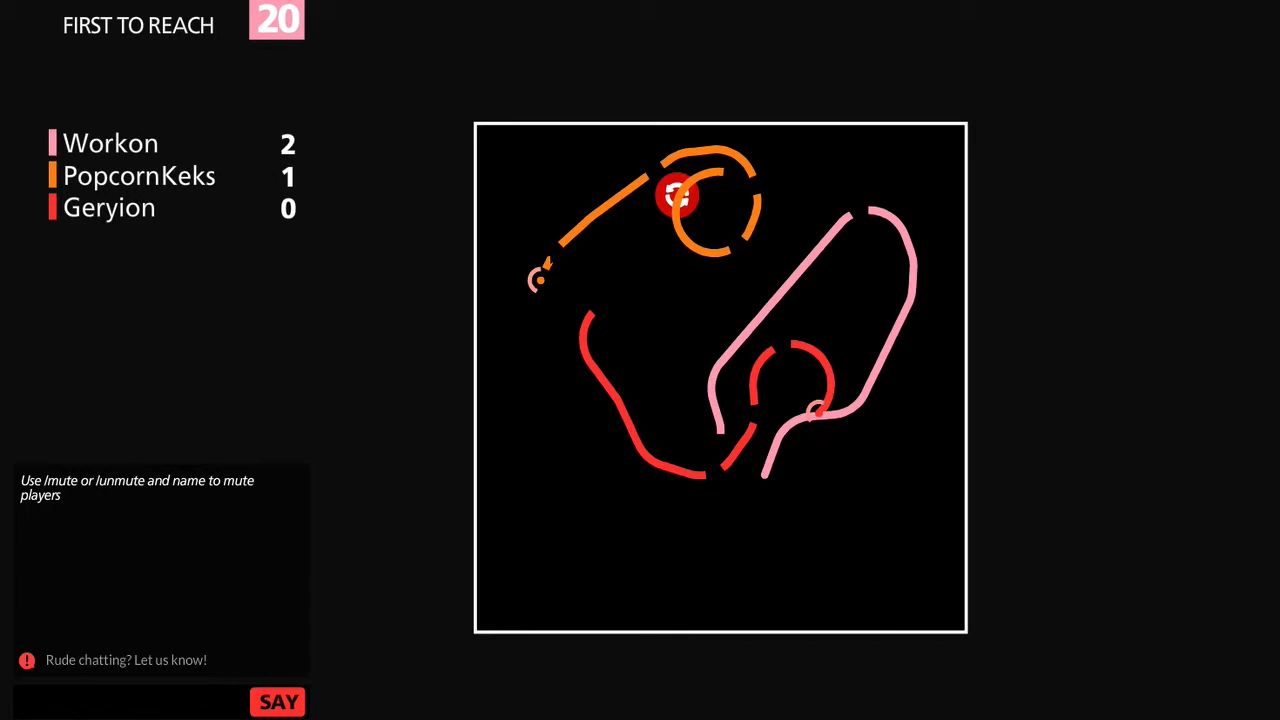 FIRST TO REACH 20
Workon 2
PopcornKeks 1
Geryion 0
Use /mute or /unmute and name to mute
players
! Rude chatting? Let us know!
SAY